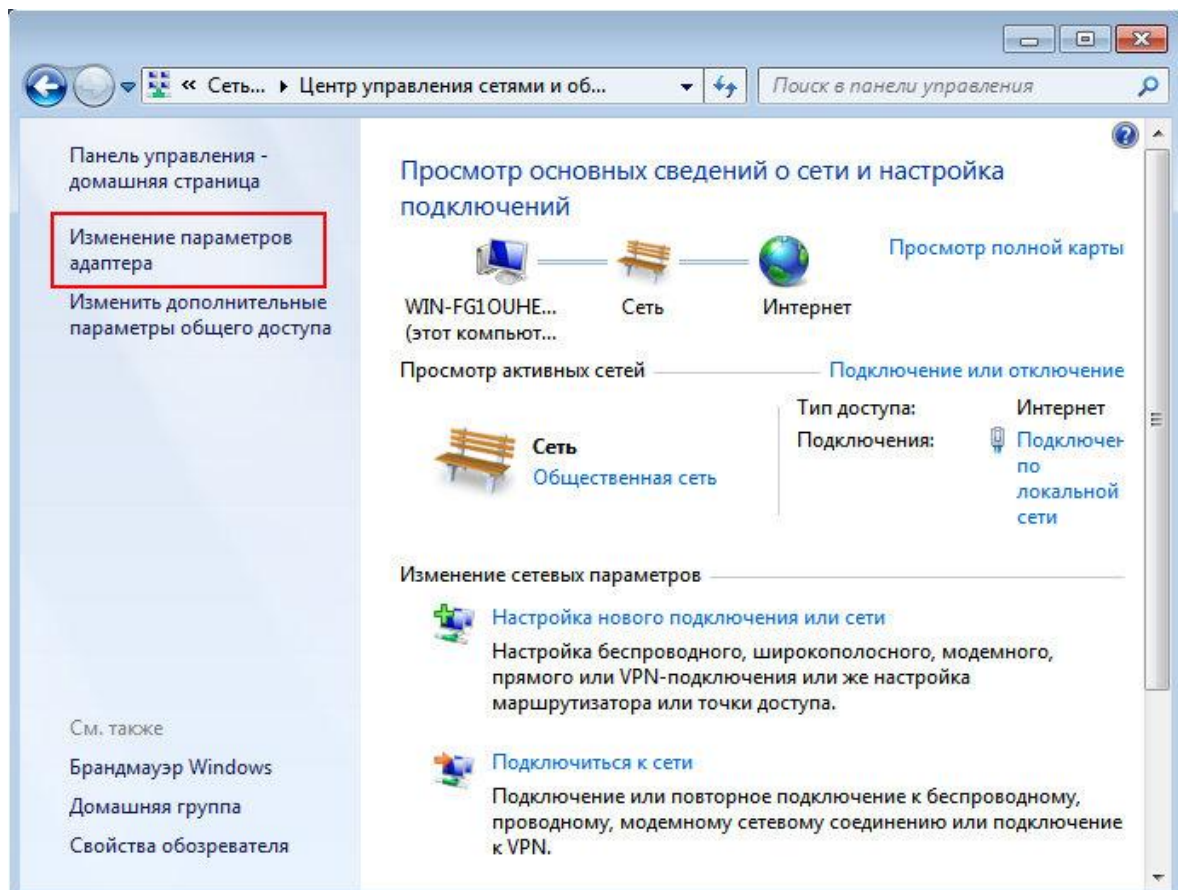 « Сеть... ▸ Центр управления сетями и об...
Поиск в панели управления
Панель управления -
домашняя страница
Изменение параметров
адаптера
Изменить дополнительные
параметры общего доступа
См. также
Брандмауэр Windows
Домашняя группа
Свойства обозревателя
Просмотр основных сведений о сети и настройка
подключений
Просмотр полной карты
WIN-FG1OUHE...
(этот компьют...
Сеть
Интернет
Просмотр активных сетей
Подключение или отключение
Сеть
Общественная сеть
Тип доступа: Интернет
Подключения: Подключен
по
локальной
сети
Изменение сетевых параметров
Настройка нового подключения или сети
Настройка беспроводного, широкополосного, модемного,
прямого или VPN-подключения или же настройка
маршрутизатора или точки доступа.
Подключиться к сети
Подключение или повторное подключение к беспроводному,
проводному, модемному сетевому соединению или подключение
к VPN.